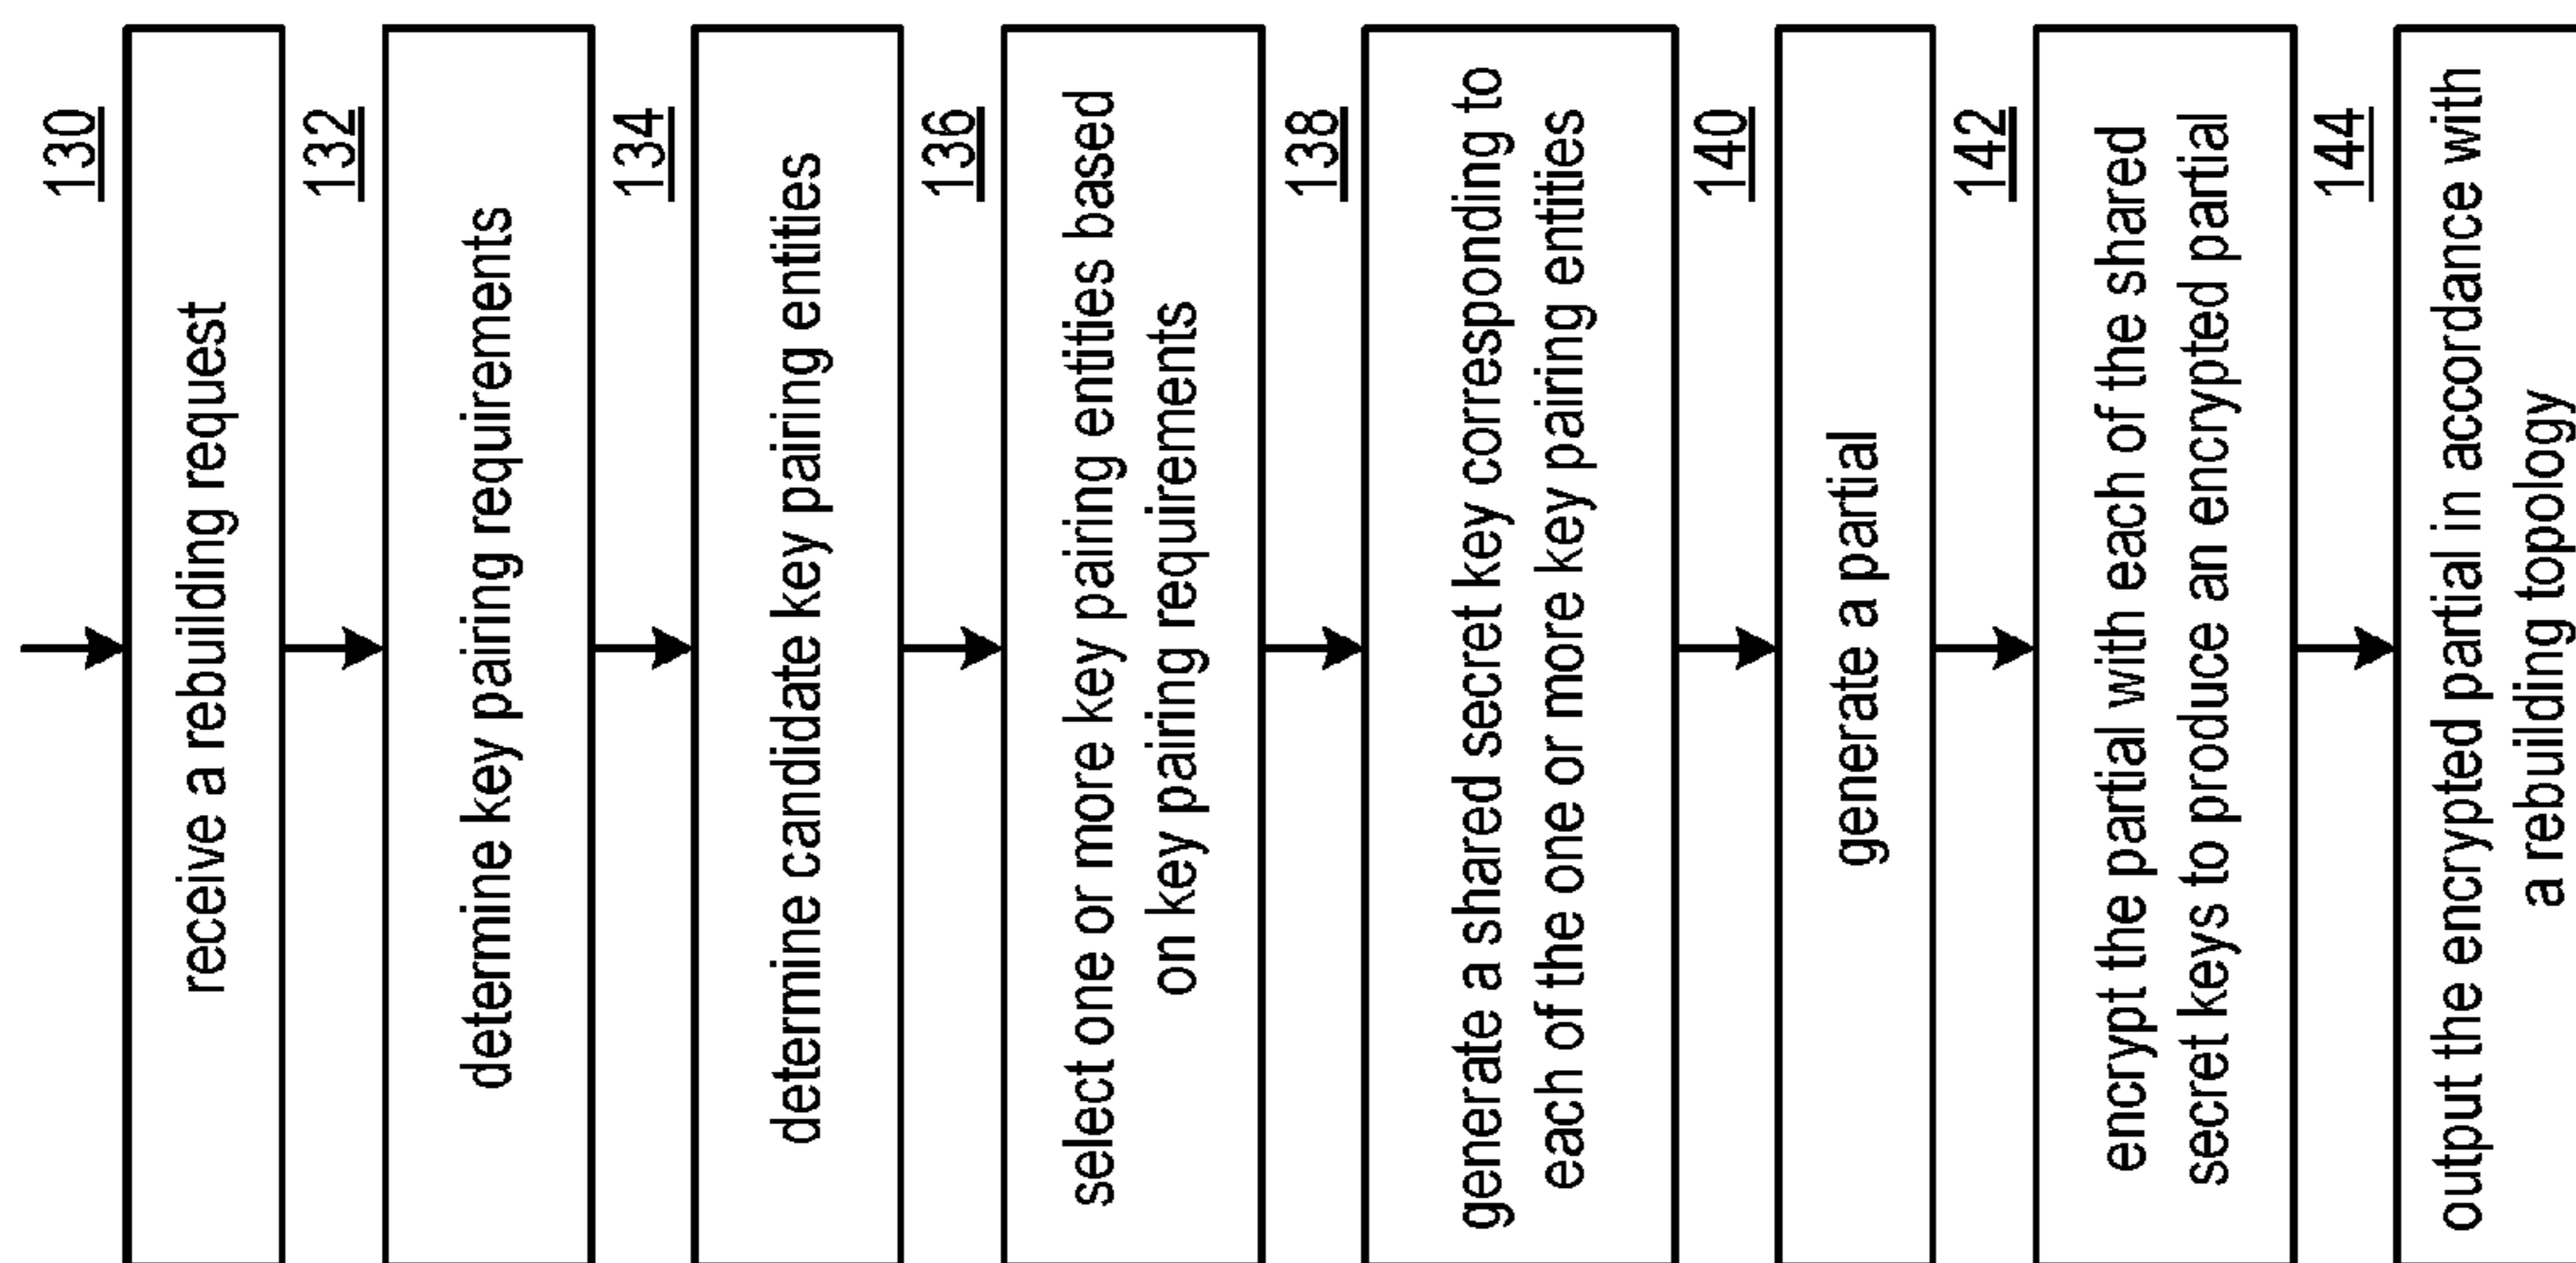 130
receive a rebuilding request
132
determine key pairing requirements
134
determine candidate key pairing entities
136
select one or more key pairing entities based
on key pairing requirements
138
generate a shared secret key corresponding to
each of the one or more key pairing entities
140
generate a partial
142
encrypt the partial with each of the shared
secret keys to produce an encrypted partial
144
output the encrypted partial in accordance with
a rebuilding topology